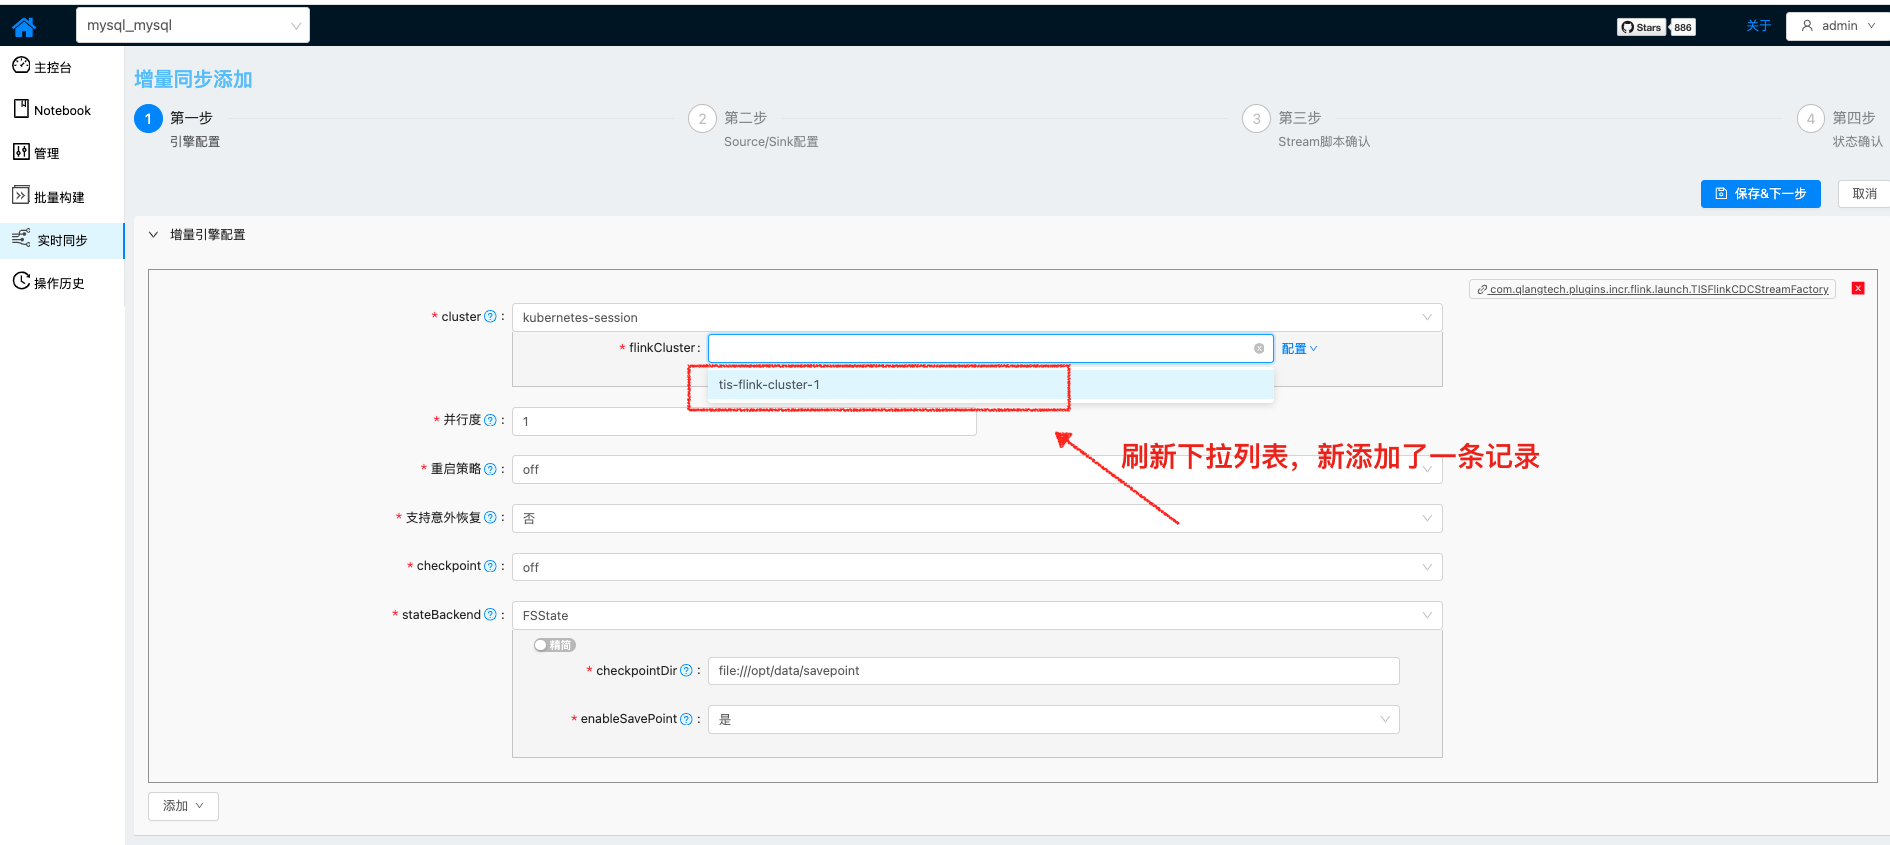 mysql_mysql
Stars
886
关于
admin
主控台
Notebook
管理
批量构建
实时同步
操作历史
增量同步添加
1 第一步
引擎配置
2 第二步
Source/Sink配置
3 第三步
Stream脚本确认
4 第四步
状态确认
保存&下一步
取消
增量引擎配置
com.qlangtech.plugins.incr.flink.launch.TISFlinkCDCStreamFactory
* cluster ? : kubernetes-session
* flinkCluster : 配置
tis-flink-cluster-1
* 并行度 ? : 1
刷新下拉列表，新添加了一条记录
* 重启策略 ? : off
* 支持意外恢复 ? : 否
* checkpoint ? : off
* stateBackend ? : FSState
精简
* checkpointDir ? : file:///opt/data/savepoint
* enableSavePoint ? : 是
添加